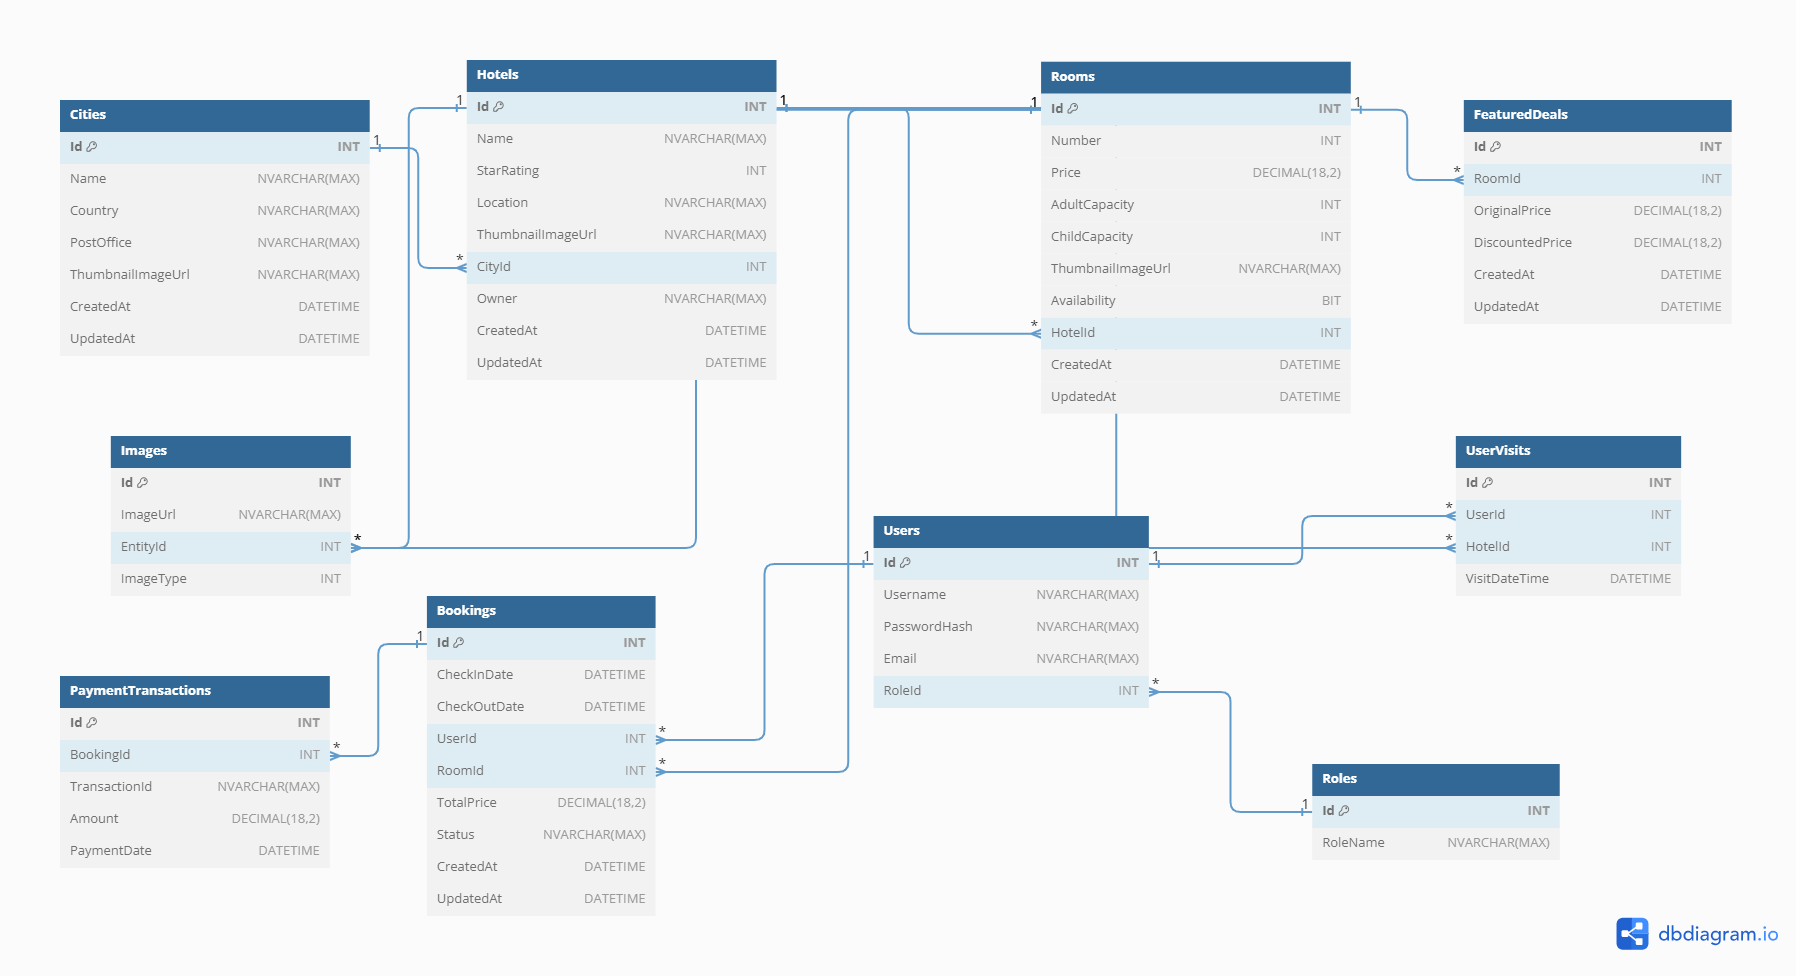 Cities
Id INT
Name NVARCHAR(MAX)
Country NVARCHAR(MAX)
PostOffice NVARCHAR(MAX)
ThumbnailImageUrl NVARCHAR(MAX)
CreatedAt DATETIME
UpdatedAt DATETIME
1
Hotels
1 Id INT 1
Name NVARCHAR(MAX)
StarRating INT
Location NVARCHAR(MAX)
ThumbnailImageUrl NVARCHAR(MAX)
* CityId INT
Owner NVARCHAR(MAX)
CreatedAt DATETIME
UpdatedAt DATETIME
Rooms
1 Id INT 1
Number INT
Price DECIMAL(18,2)
AdultCapacity INT
ChildCapacity INT
ThumbnailImageUrl NVARCHAR(MAX)
Availability BIT
* HotelId INT
CreatedAt DATETIME
UpdatedAt DATETIME
FeaturedDeals
Id INT
* RoomId INT
OriginalPrice DECIMAL(18,2)
DiscountedPrice DECIMAL(18,2)
CreatedAt DATETIME
UpdatedAt DATETIME
Images
Id INT
ImageUrl NVARCHAR(MAX)
EntityId INT *
ImageType INT
UserVisits
Id INT
* UserId INT
* HotelId INT
VisitDateTime DATETIME
Users
1 Id INT 1
Username NVARCHAR(MAX)
PasswordHash NVARCHAR(MAX)
Email NVARCHAR(MAX)
RoleId INT *
Bookings
1 Id INT
CheckInDate DATETIME
CheckOutDate DATETIME
UserId INT *
RoomId INT *
TotalPrice DECIMAL(18,2)
Status NVARCHAR(MAX)
CreatedAt DATETIME
UpdatedAt DATETIME
PaymentTransactions
Id INT
BookingId INT *
TransactionId NVARCHAR(MAX)
Amount DECIMAL(18,2)
PaymentDate DATETIME
Roles
1 Id INT
RoleName NVARCHAR(MAX)
dbdiagram.io